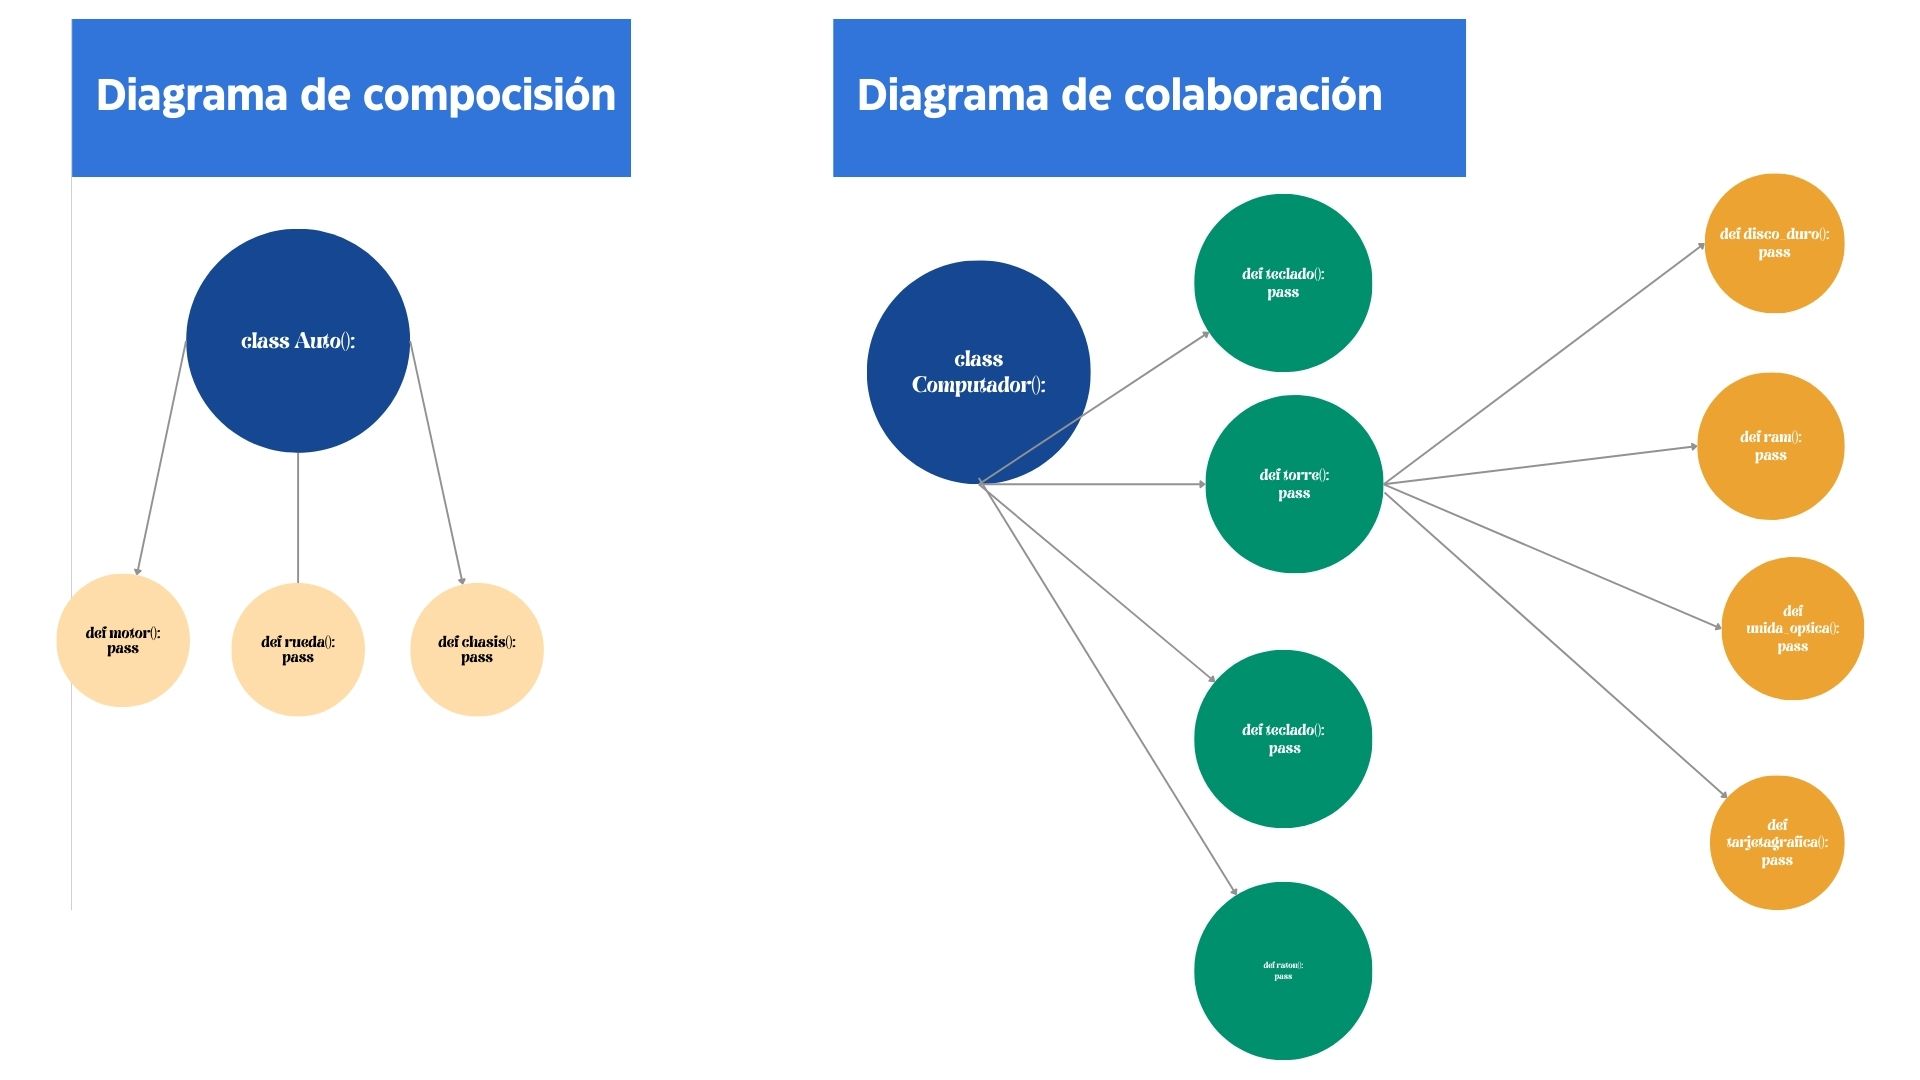 Diagrama de compocisión
class Auto():
def motor():
pass
def rueda():
pass
def chasis():
pass
Diagrama de colaboración
class
Computador():
def teclado():
pass
def torre():
pass
def teclado():
pass
def raton():
pass
def disco_duro():
pass
def ram():
pass
def
unida_optica():
pass
def
tarjetagrafica():
pass